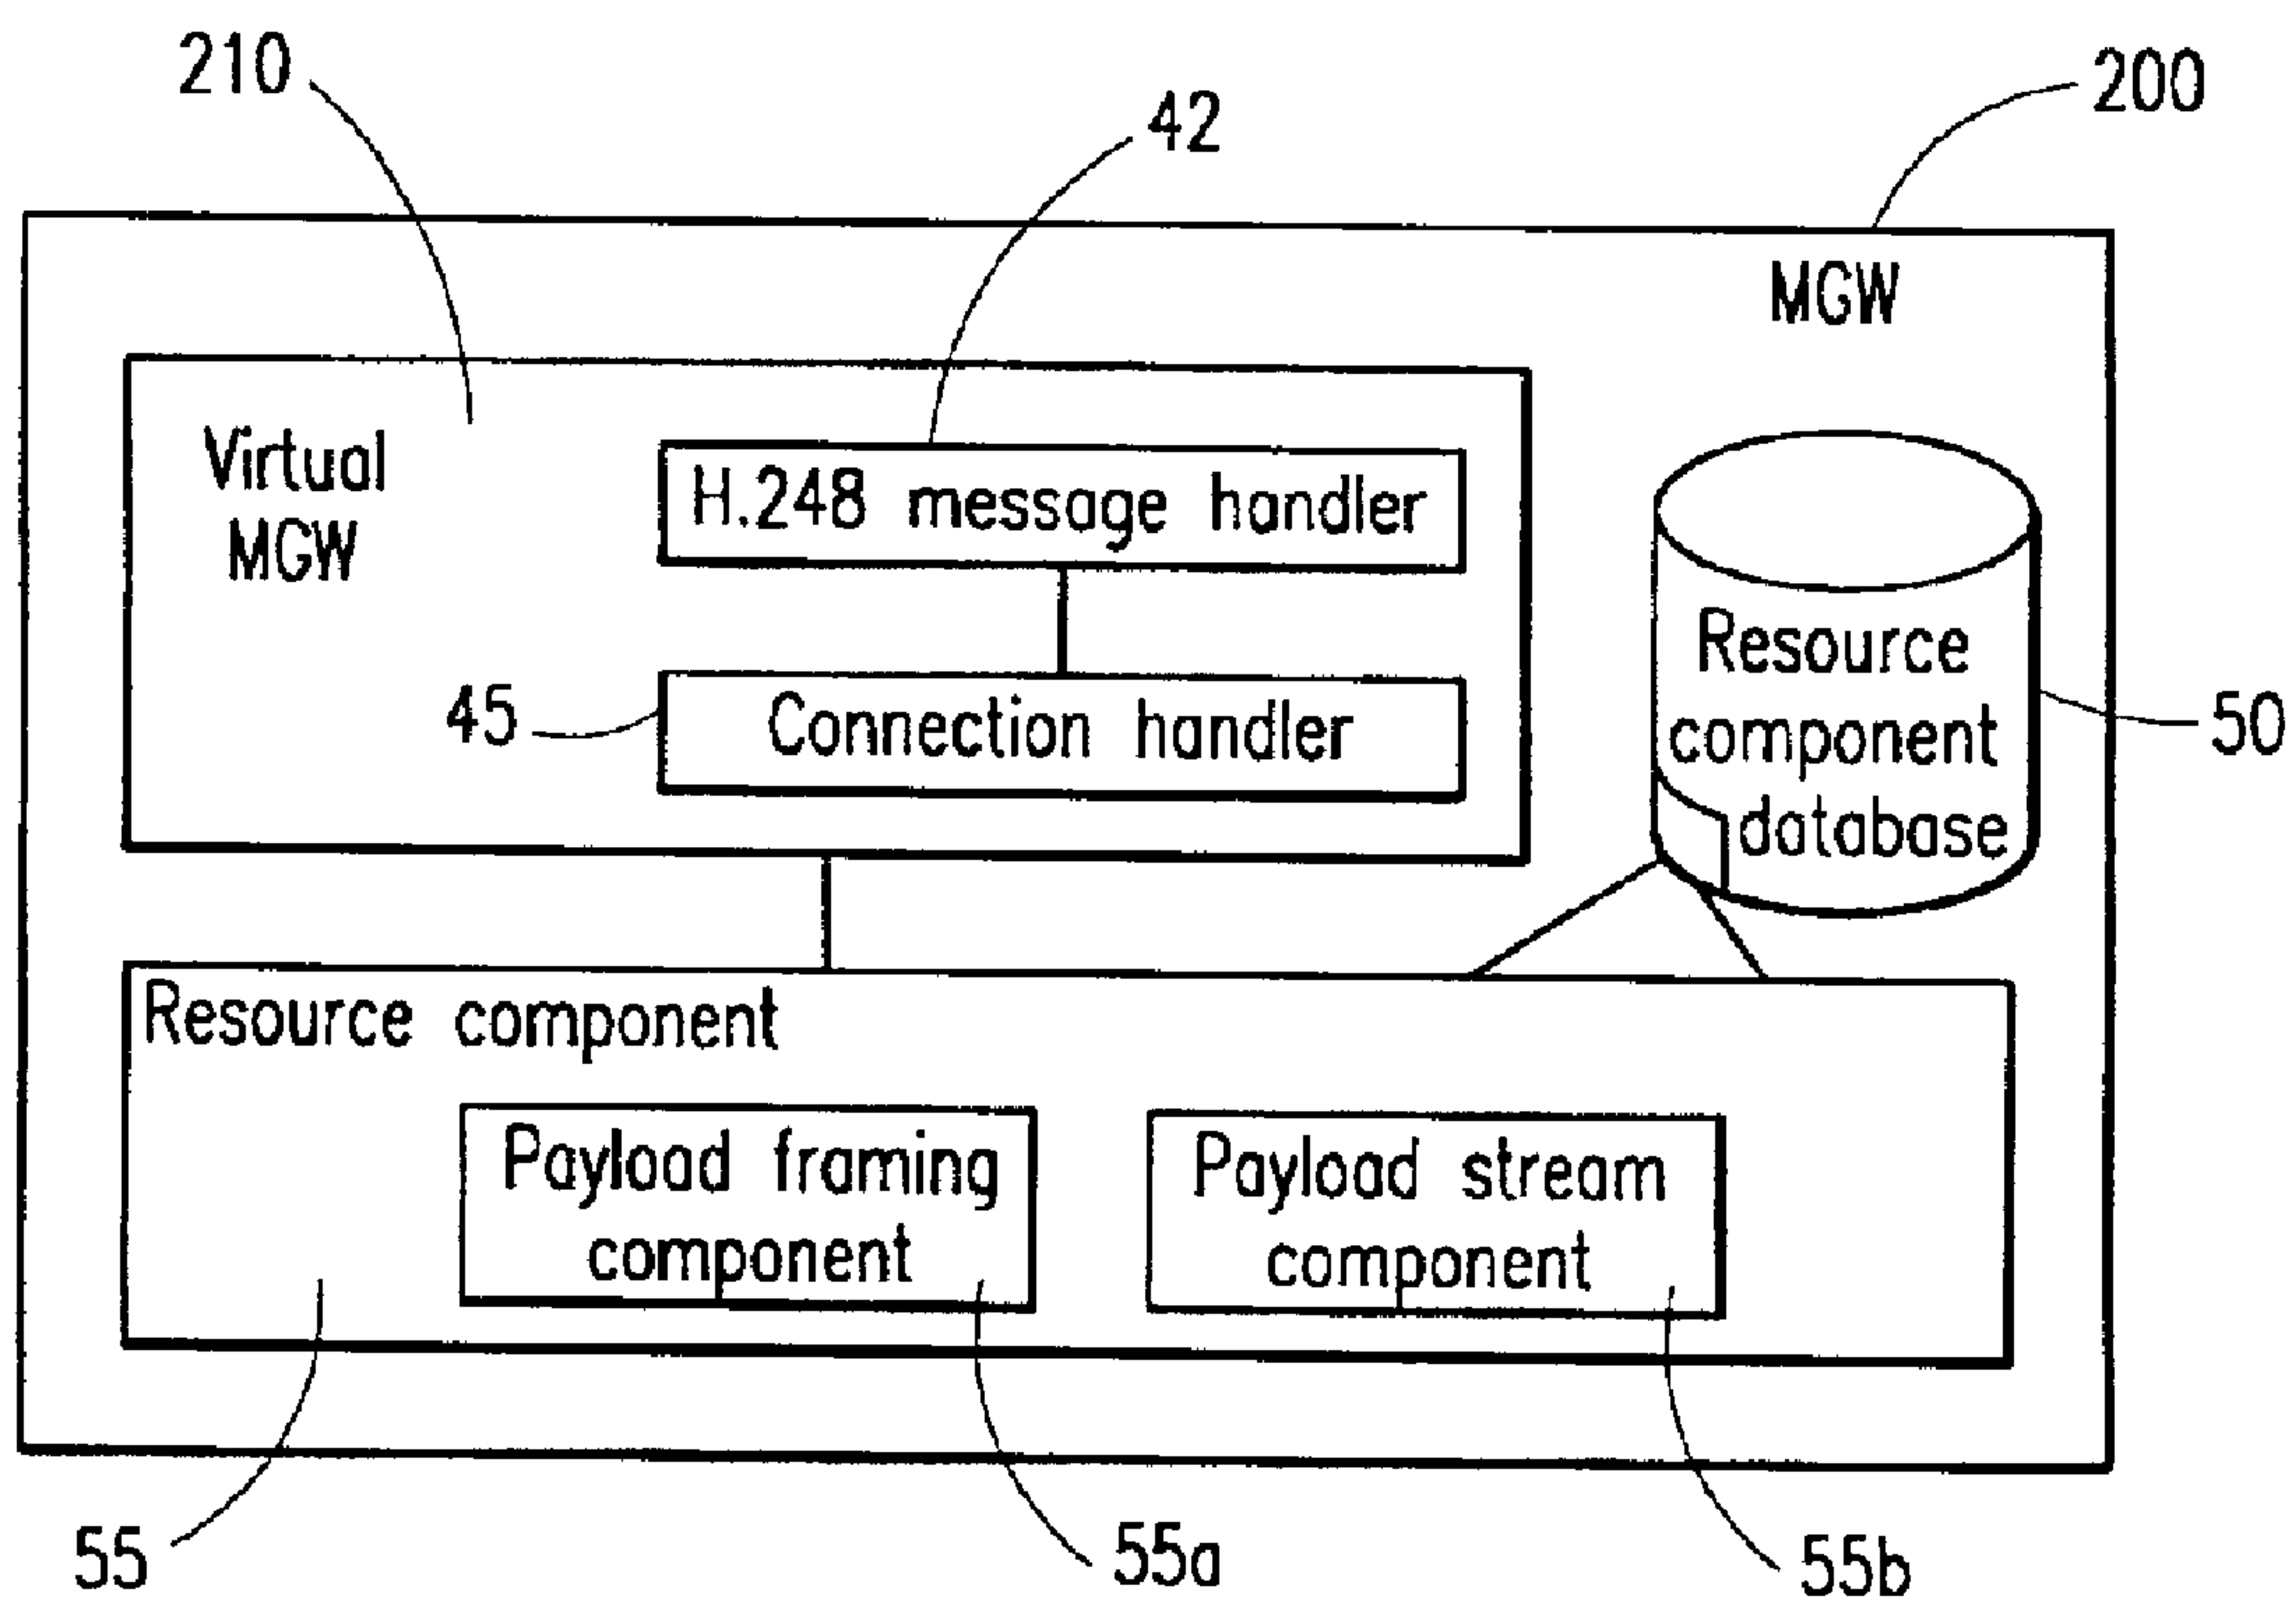 210
42
200
MGW
Virtual
MGW
H.248 message handler
45
Connection handler
Resource
component
database
50
Resource component
Payload framing
component
Payload stream
component
55
55a
55b